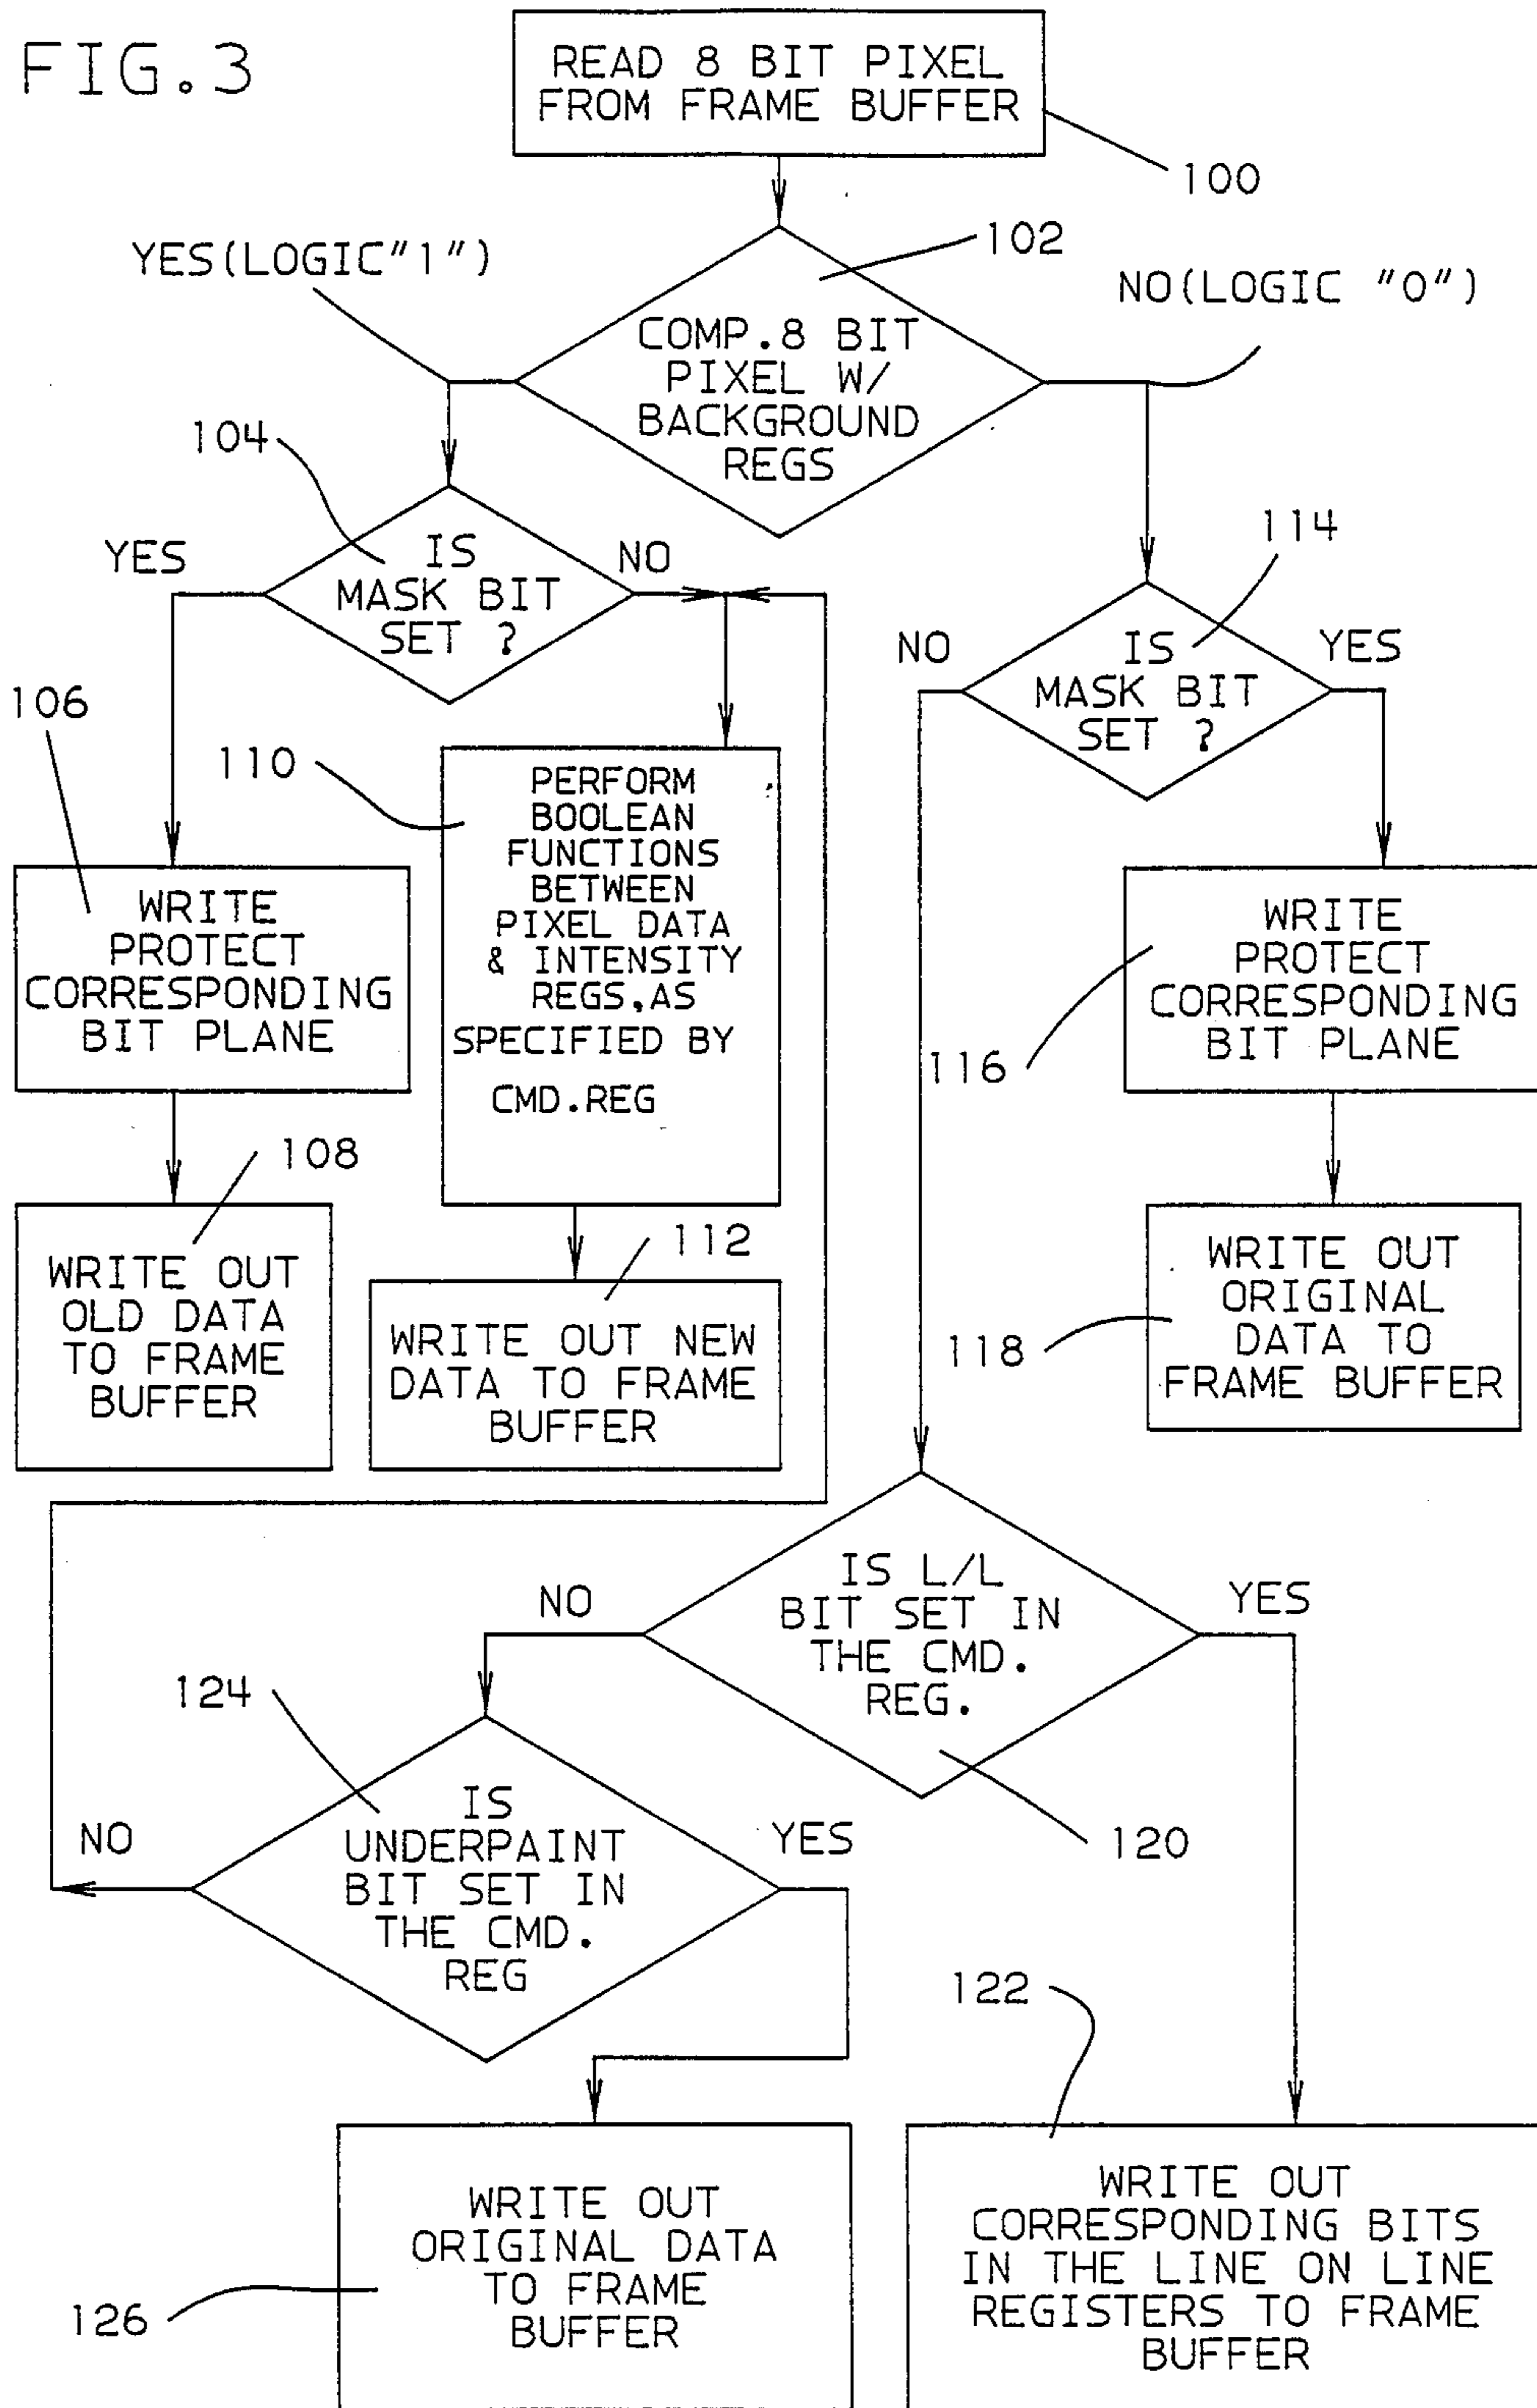 FIG.3
READ 8 BIT PIXEL
FROM FRAME BUFFER
100
102
YES(LOGIC"1")
NO(LOGIC "0")
COMP.8 BIT
PIXEL W/
BACKGROUND
REGS
104
YES
IS
MASK BIT
SET ?
NO
114
NO
IS
MASK BIT
SET ?
YES
106
WRITE
PROTECT
CORRESPONDING
BIT PLANE
110
PERFORM
BOOLEAN
FUNCTIONS
BETWEEN
PIXEL DATA
& INTENSITY
REGS,AS
SPECIFIED BY
CMD.REG
116
WRITE
PROTECT
CORRESPONDING
BIT PLANE
108
WRITE OUT
OLD DATA
TO FRAME
BUFFER
112
WRITE OUT NEW
DATA TO FRAME
BUFFER
118
WRITE OUT
ORIGINAL
DATA TO
FRAME BUFFER
NO
IS L/L
BIT SET IN
THE CMD.
REG.
YES
120
124
NO
IS
UNDERPAINT
BIT SET IN
THE CMD.
REG
YES
122
WRITE OUT
ORIGINAL DATA
TO FRAME
BUFFER
126
WRITE OUT
CORRESPONDING BITS
IN THE LINE ON LINE
REGISTERS TO FRAME
BUFFER